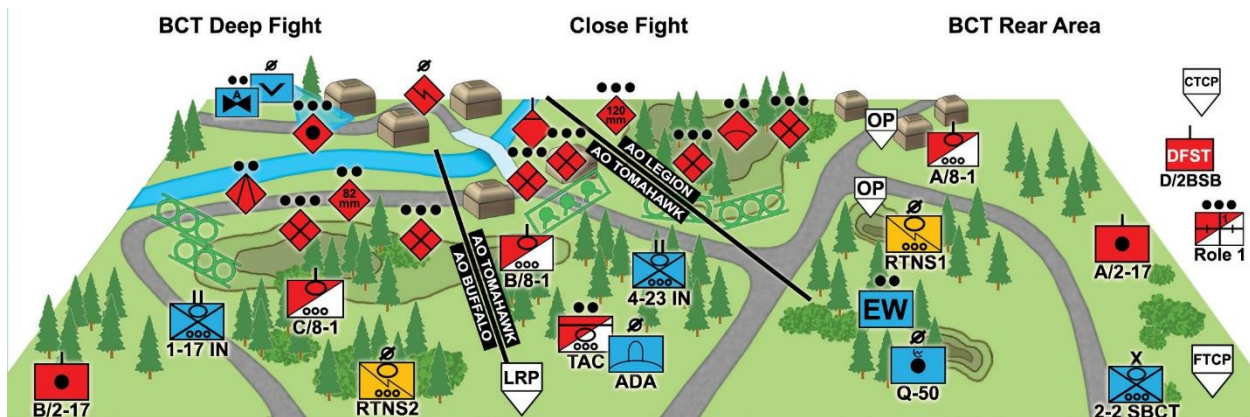 BCT Deep Fight
Close Fight
BCT Rear Area
A
120
mm
82
mm
AO LEGION
AO TOMAHAWK
AO TOMAHAWK
AO BUFFALO
OP
OP
CTCP
DFST
D/2BSB
1
Role 1
A/8-1
RTNS1
A/2-17
B/8-1
4-23 IN
C/8-1
1-17 IN
EW
TAC
ADA
LRP
Q-50
FTCP
X
2-2 SBCT
B/2-17
RTNS2